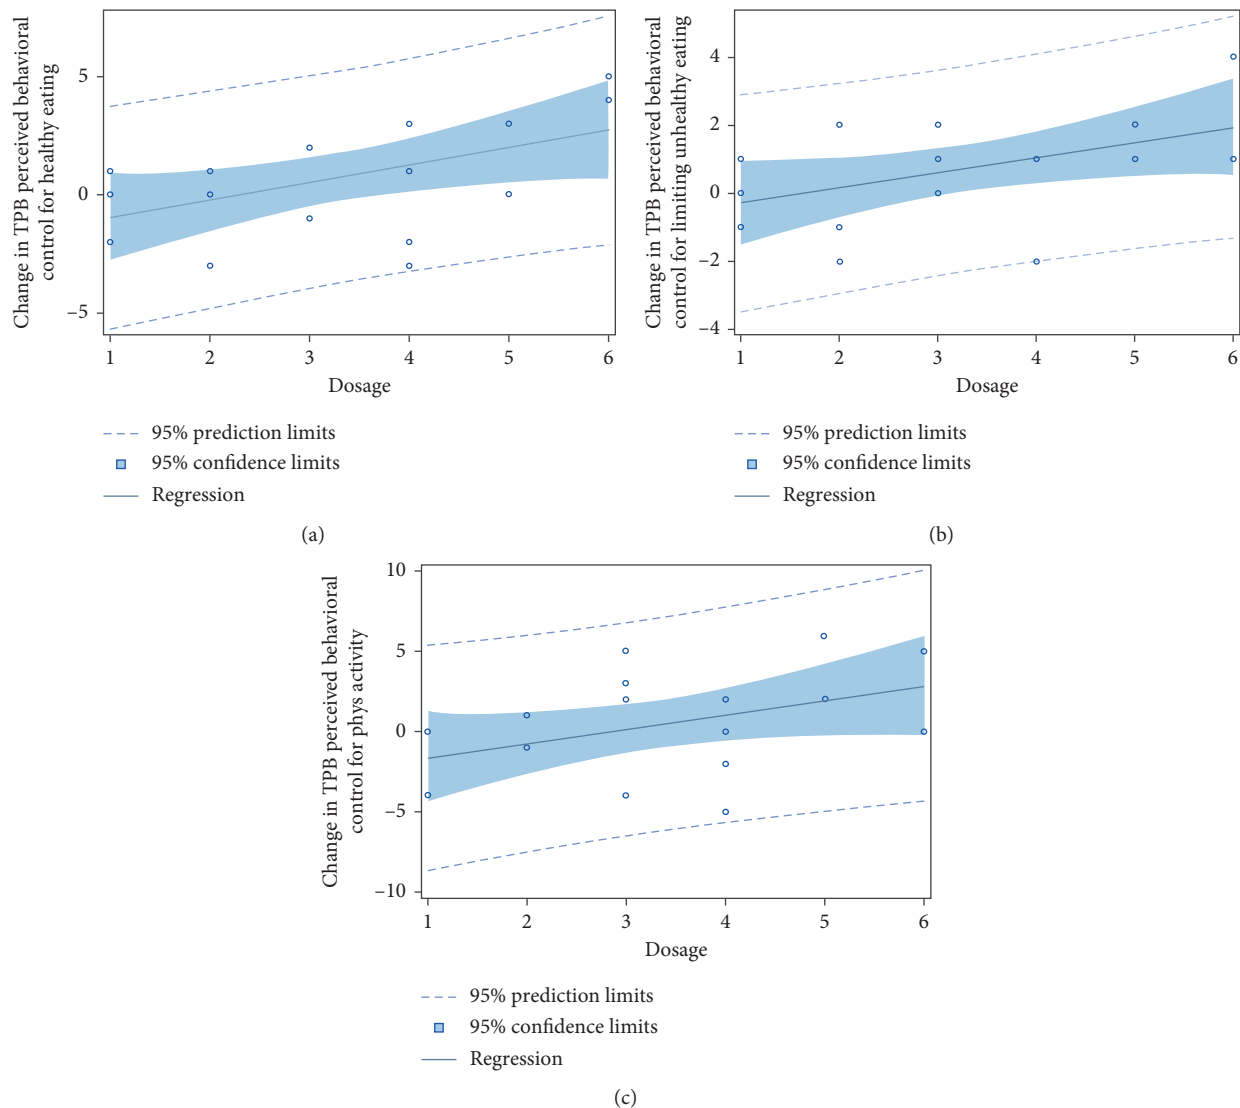 Change in TPB perceived behavioral
control for healthy eating
5
0
–5
1 2 3 4 5 6
Dosage
95% prediction limits
95% confidence limits
Regression
(a)
Change in TPB perceived behavioral
control for limiting unhealthy eating
4
2
0
–2
–4
1 2 3 4 5 6
Dosage
95% prediction limits
95% confidence limits
Regression
(b)
Change in TPB perceived behavioral
control for phys activity
10
5
0
–5
–10
1 2 3 4 5 6
Dosage
95% prediction limits
95% confidence limits
Regression
(c)